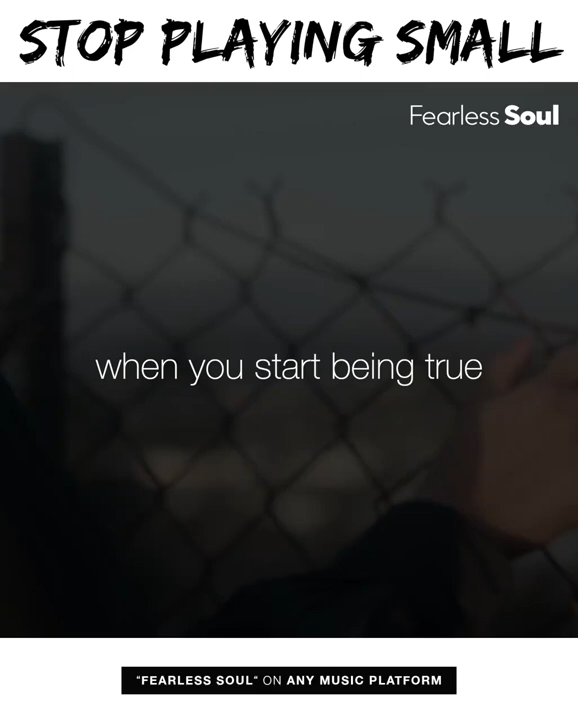 STOP PLAYING SMALL
Fearless Soul
when you start being true
“FEARLESS SOUL“ ON ANY MUSIC PLATFORM